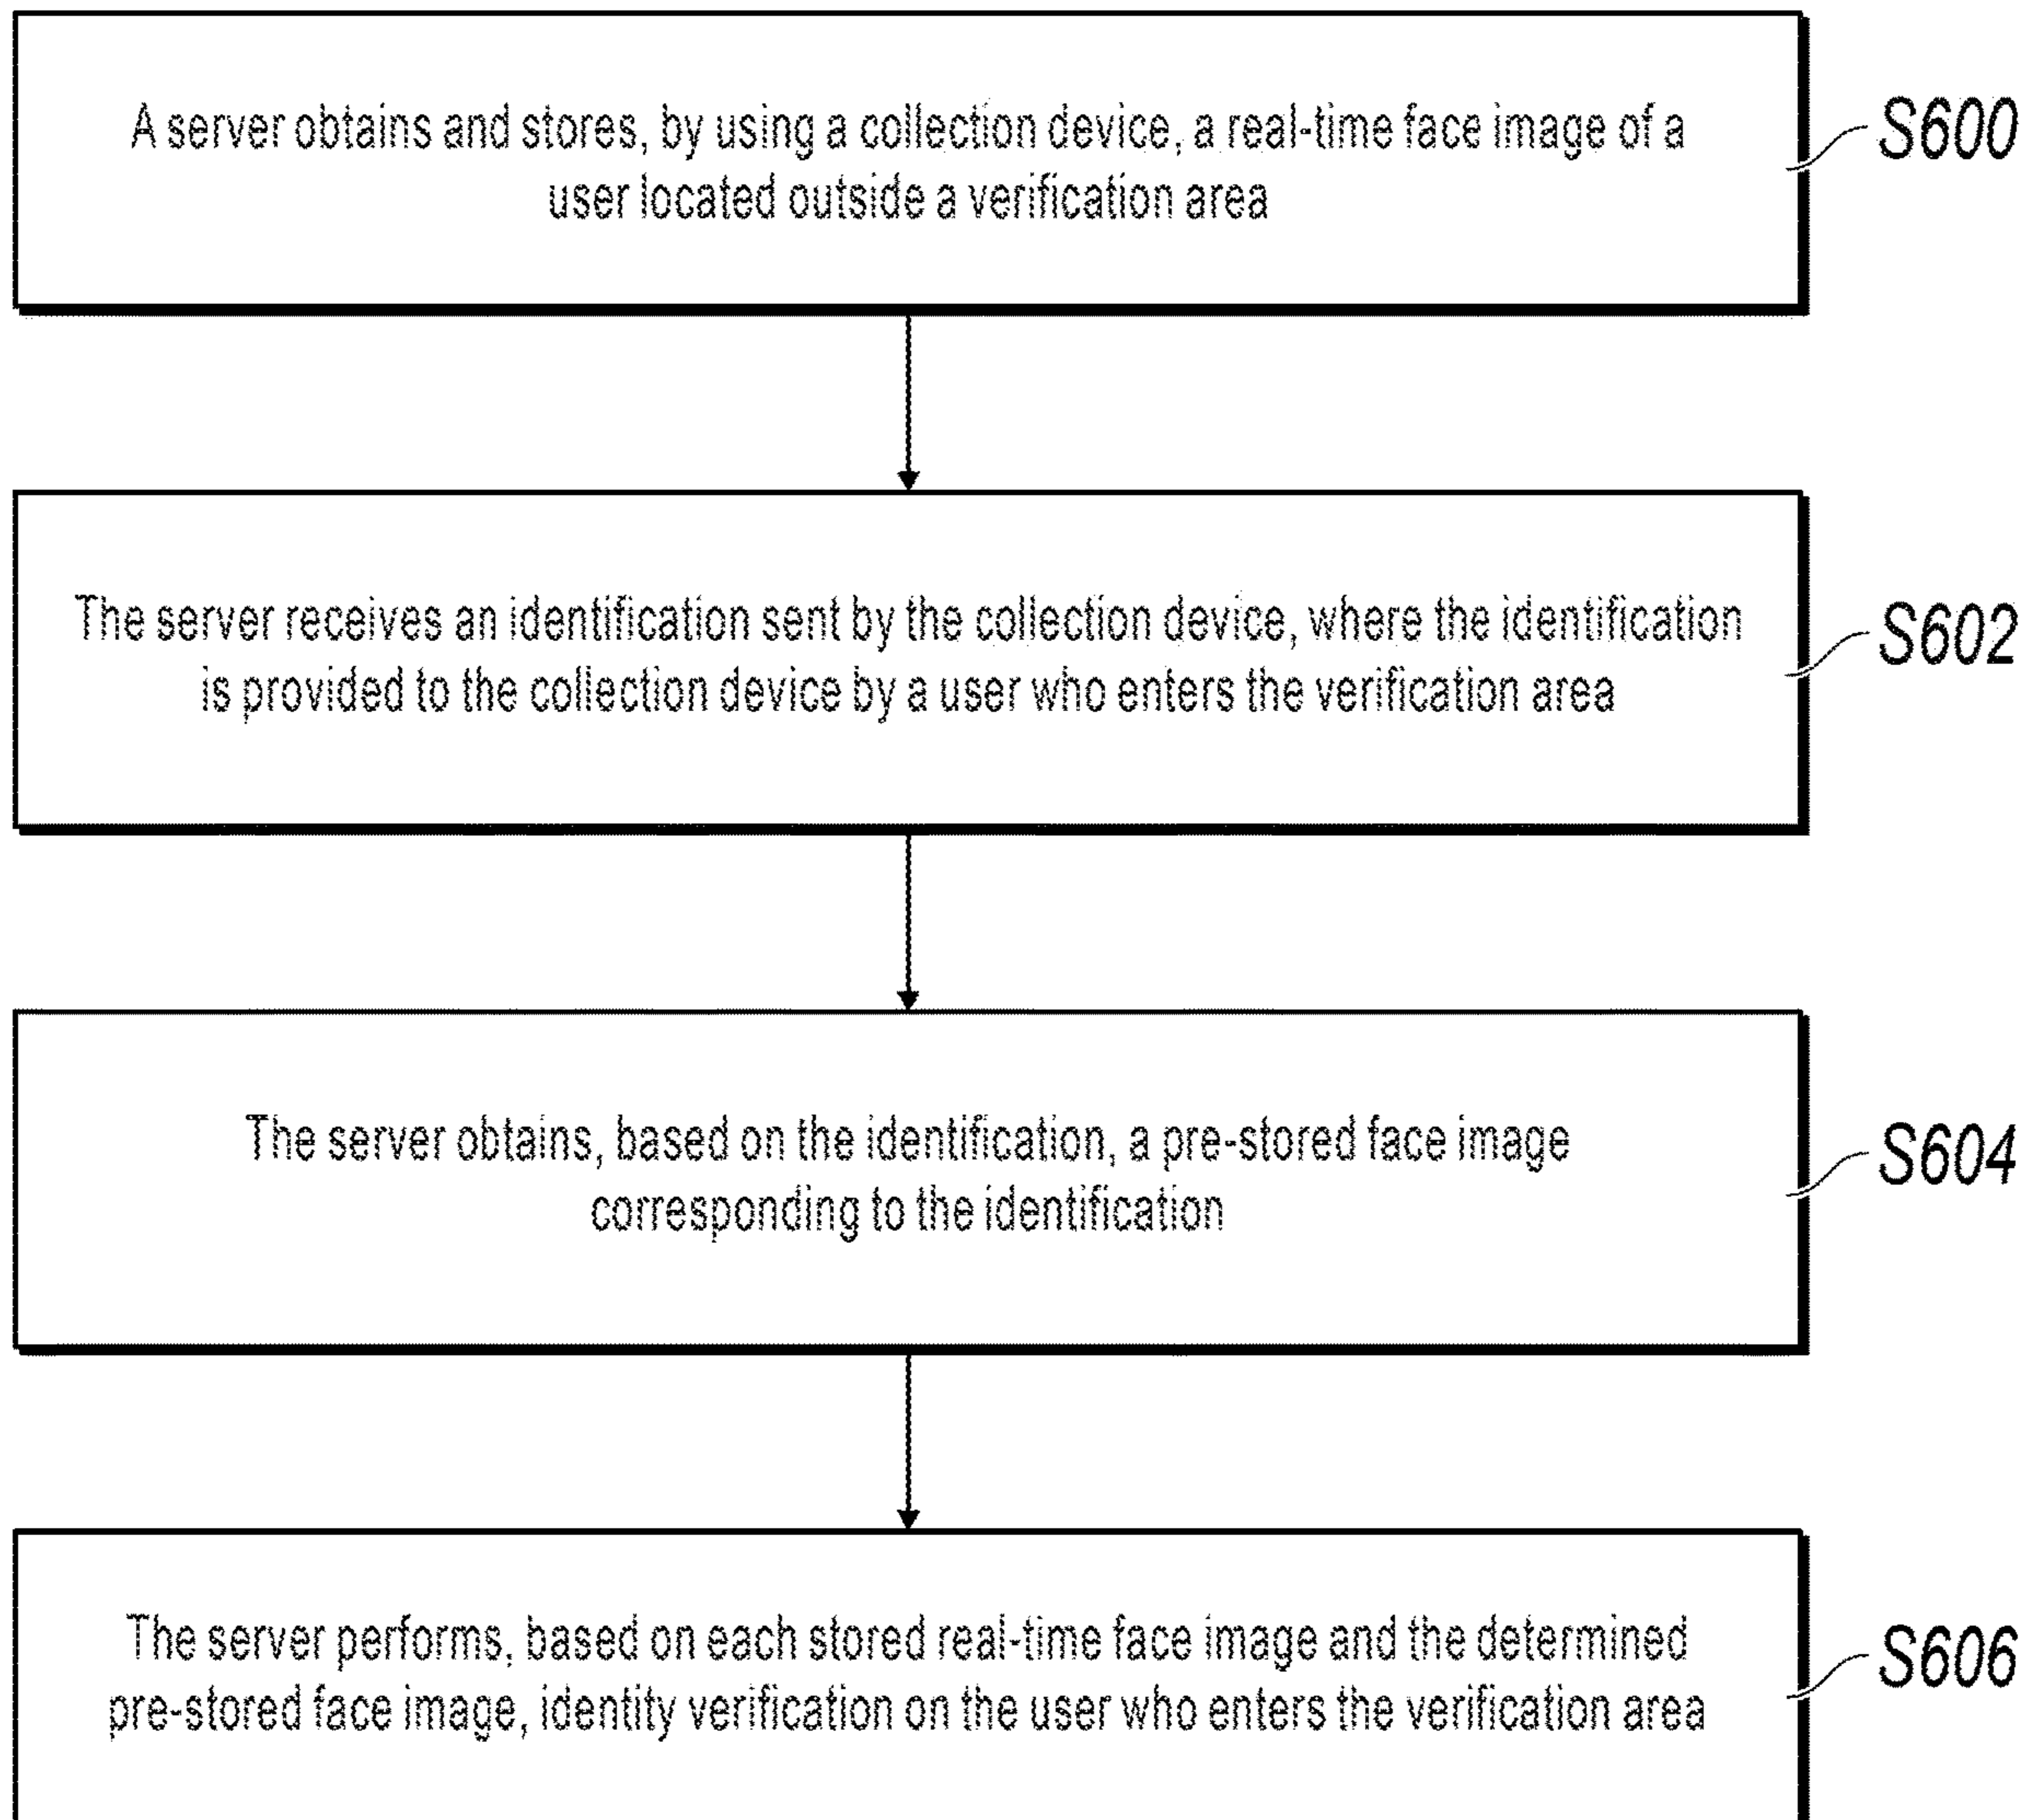 A server obtains and stores, by using a collection device, a real-time face image of a
user located outside a verification area
S600
The server receives an identification sent by the collection device, where the identification
is provided to the collection device by a user who enters the verification area
S602
The server obtains, based on the identification, a pre-stored face image
corresponding to the identification
S604
The server performs, based on each stored real-time face image and the determined
pre-stored face image, identity verification on the user who enters the verification area
S606